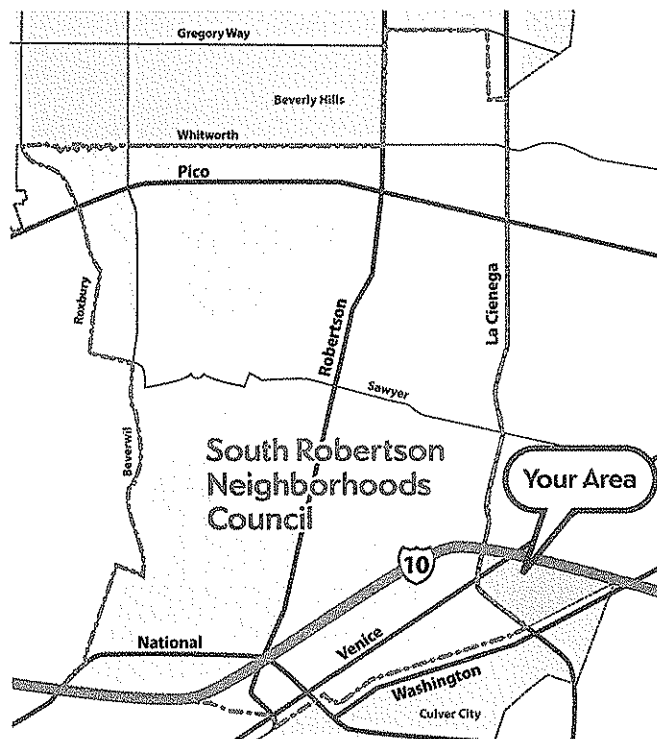 Gregory Way
Beverly Hills
Whitworth
Pico
Roxbury
Robertson
La Cienega
Sawyer
Beverwil
South Robertson
Neighborhoods
Council
Your Area
10
National
Venice
Washington
Culver City